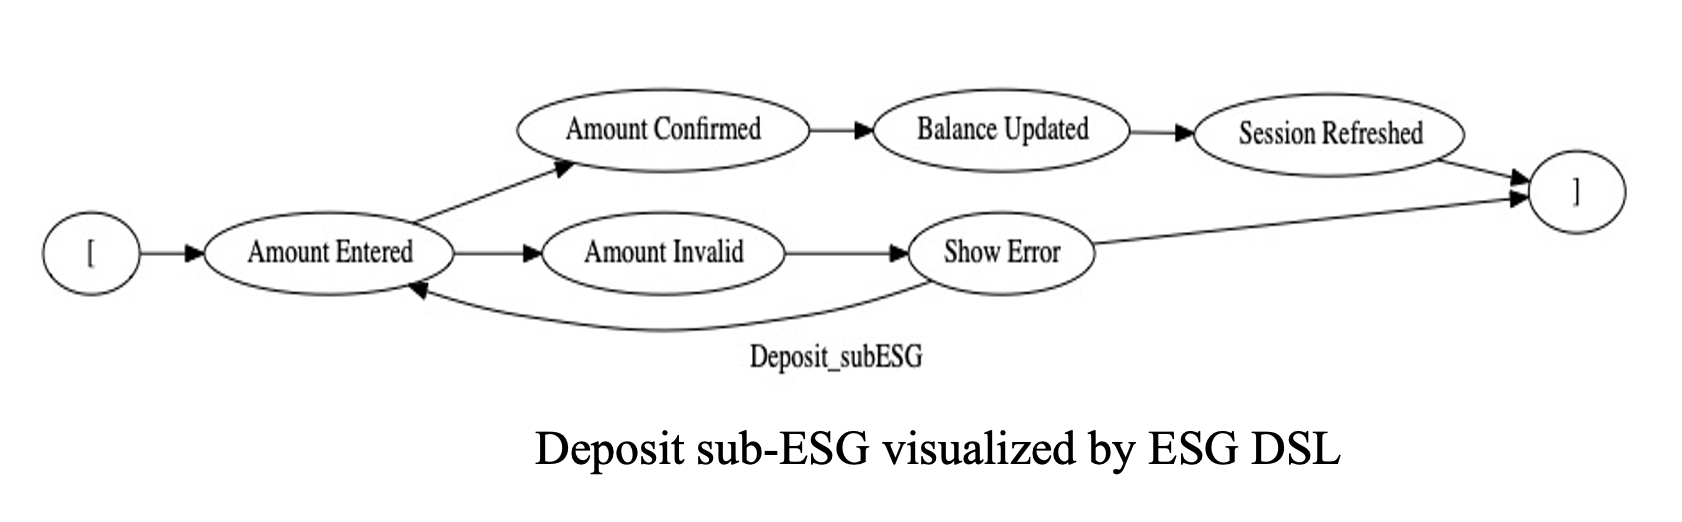 Amount Confirmed
Balance Updated
Session Refreshed
]
[
Amount Entered
Amount Invalid
Show Error
Deposit_subESG
Deposit sub-ESG visualized by ESG DSL